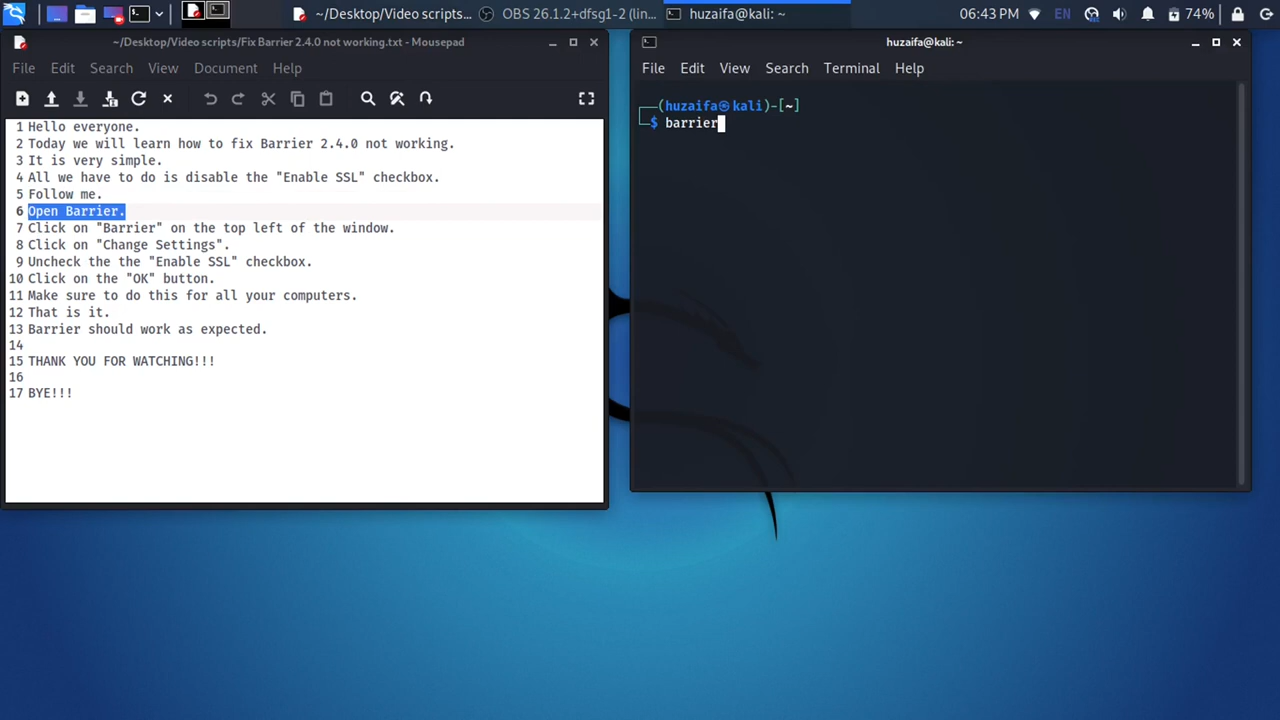 ~/Desktop/Video scripts...
OBS 26.1.2+dfsg1-2 (lin...
huzaifa@kali: ~
06:43 PM
EN
74%
~/Desktop/Video scripts/Fix Barrier 2.4.0 not working.txt - Mousepad
File Edit Search View Document Help
1 Hello everyone.
2 Today we will learn how to fix Barrier 2.4.0 not working.
3 It is very simple.
4 All we have to do is disable the "Enable SSL" checkbox.
5 Follow me.
6 Open Barrier.
7 Click on "Barrier" on the top left of the window.
8 Click on "Change Settings".
9 Uncheck the the "Enable SSL" checkbox.
10 Click on the "OK" button.
11 Make sure to do this for all your computers.
12 That is it.
13 Barrier should work as expected.
14
15 THANK YOU FOR WATCHING!!!
16
17 BYE!!!
huzaifa@kali: ~
File Edit View Search Terminal Help
┌──(huzaifa㉿kali)-[~]
└─$ barrier